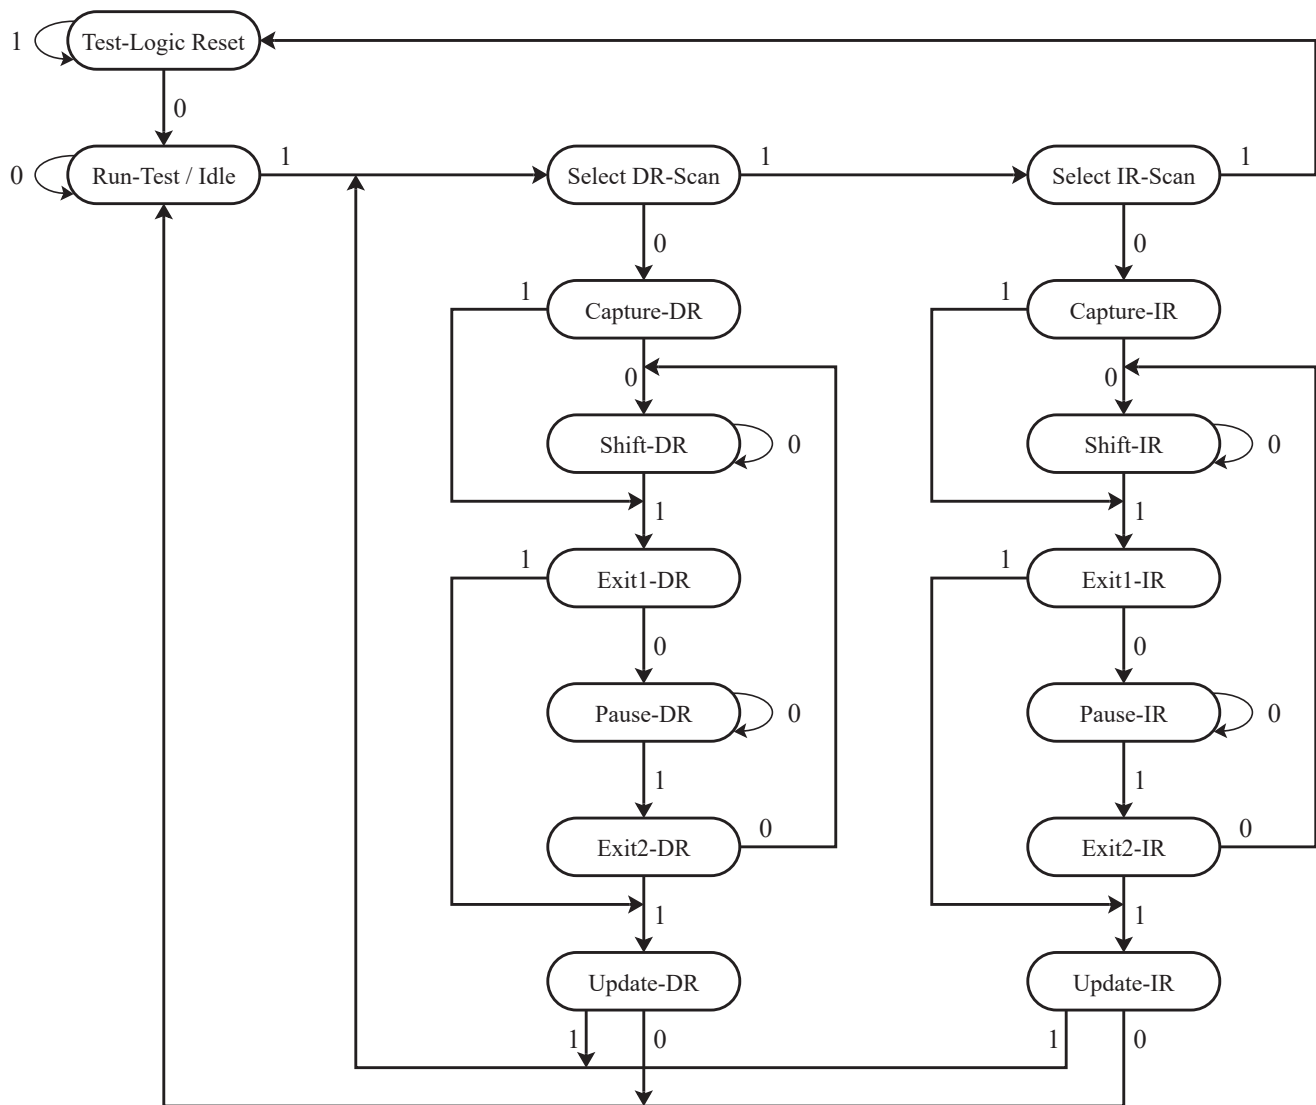 1 Test-Logic Reset
0
0 Run-Test / Idle 1 Select DR-Scan 1 Select IR-Scan 1
0 0
1 Capture-DR 1 Capture-IR
0 0
Shift-DR 0 Shift-IR 0
1 1
1 Exit1-DR 1 Exit1-IR
0 0
Pause-DR 0 Pause-IR 0
1 1
Exit2-DR 0 Exit2-IR 0
1 1
Update-DR Update-IR
1 0 1 0